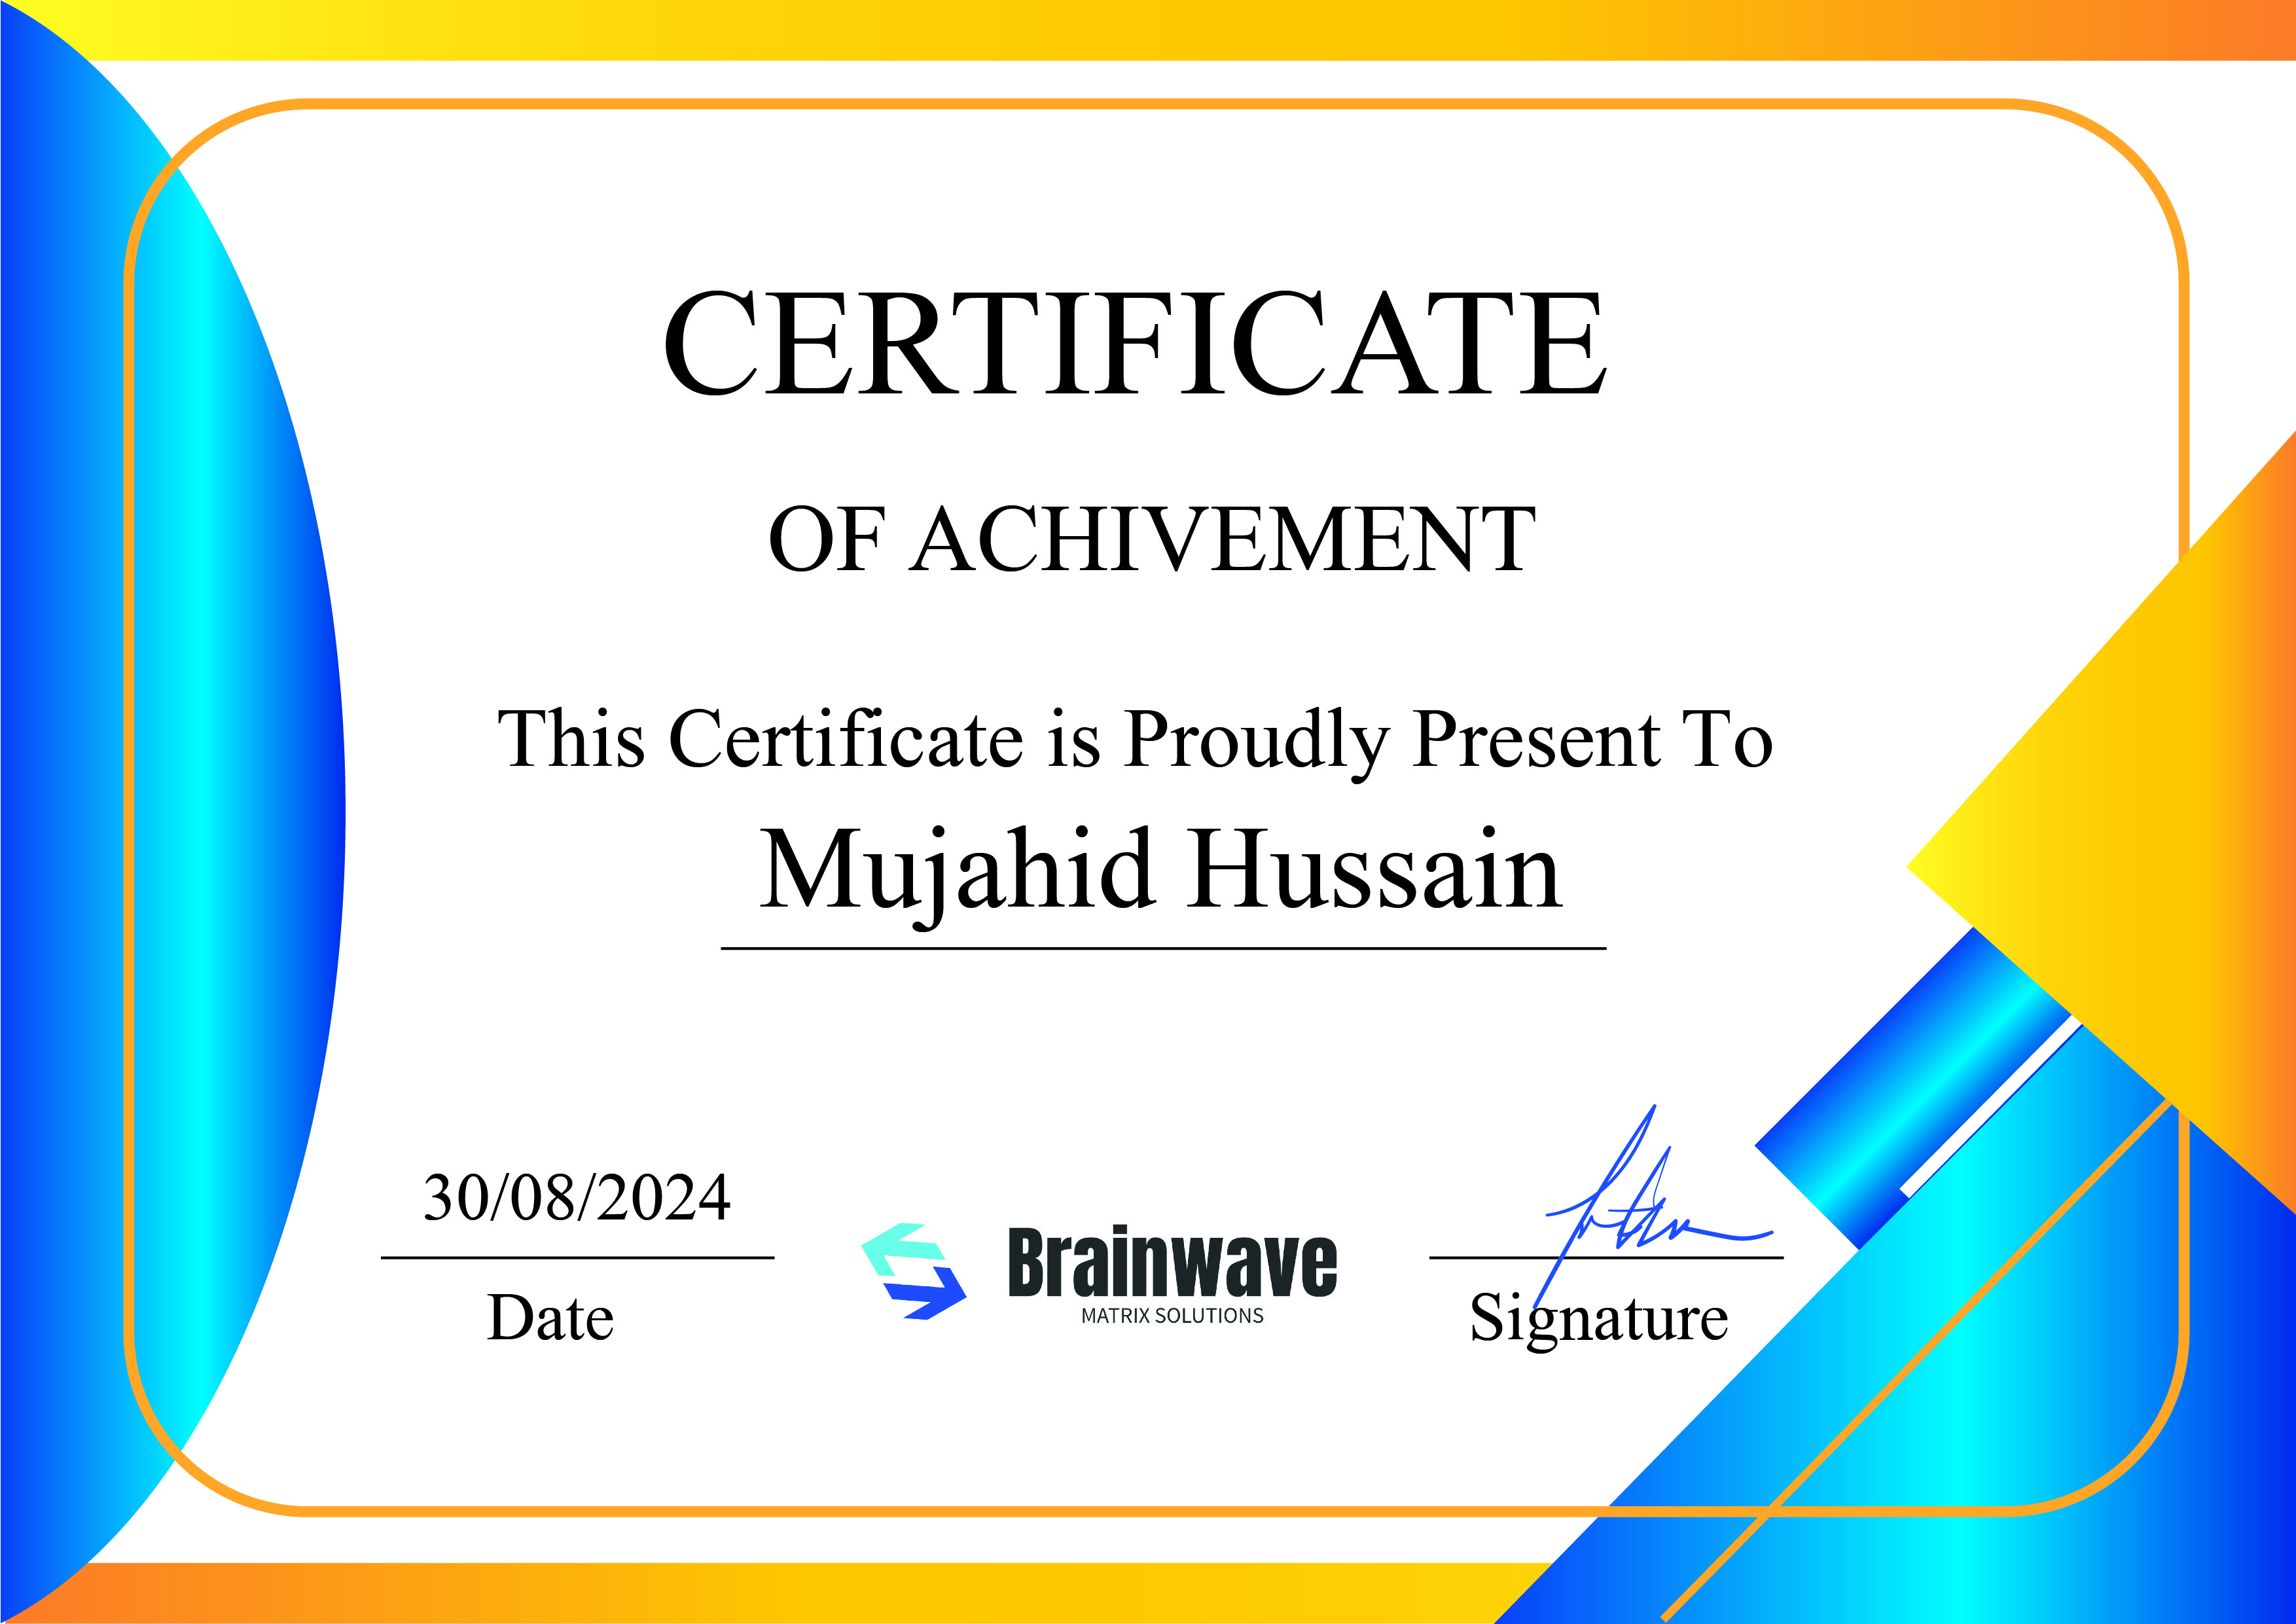 CERTIFICATE
OF ACHIVEMENT
This Certificate is Proudly Present To
Mujahid Hussain
30/08/2024
Date
Brainwave
MATRIX SOLUTIONS
Signature